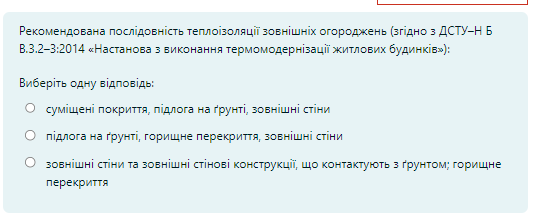 Рекомендована послідовність теплоізоляції зовнішніх огороджень (згідно з ДСТУ–Н Б
В.3.2–3:2014 «Настанова з виконання термомодернізації житлових будинків»):
Виберіть одну відповідь:
суміщені покриття, підлога на ґрунті, зовнішні стіни
підлога на ґрунті, горищне перекриття, зовнішні стіни
зовнішні стіни та зовнішні стінові конструкції, що контактують з ґрунтом; горищне
перекриття